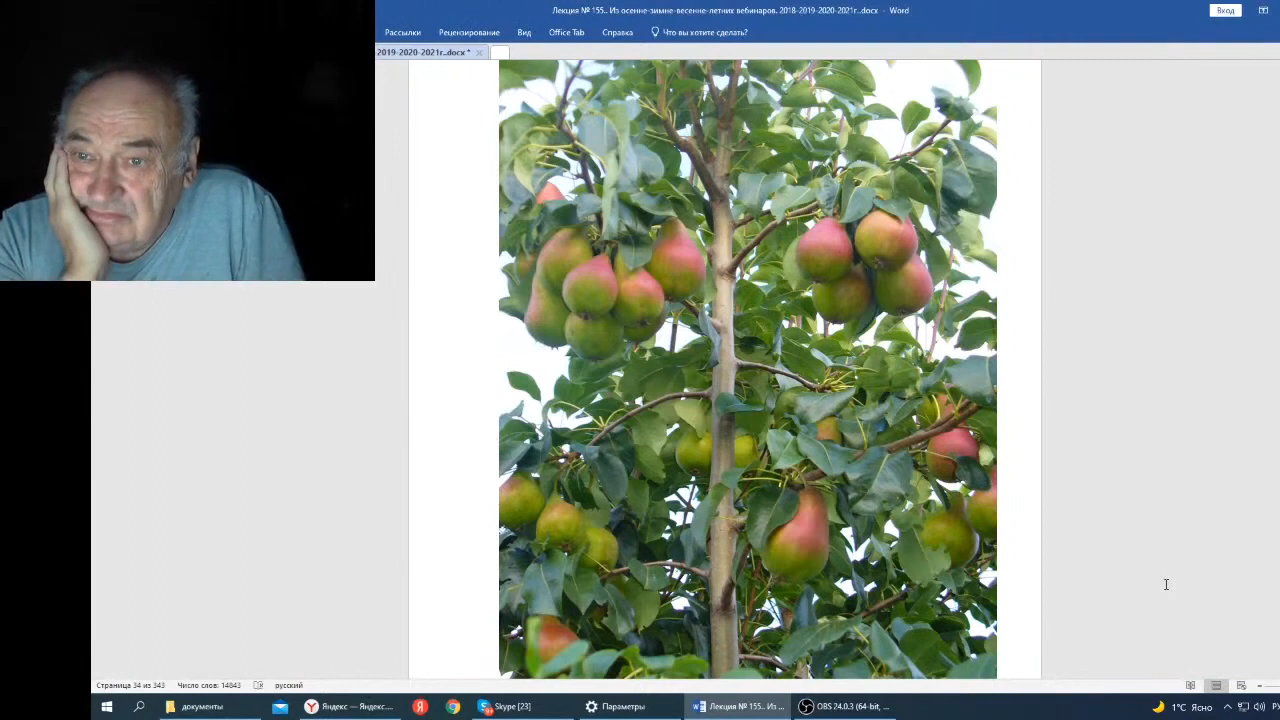 Лекция № 155.. Из осенне-зимне-весенне-летних вебинаров. 2018-2019-2020-2021г..docx - Word
Вход
Рассылки Рецензирование Вид Office Tab Справка Что вы хотите сделать?
2019-2020-2021г..docx *
Страница 34 из 343 Число слов: 14843 русский
документы Яндекс — Яндекс.... Skype [23] Параметры Лекция № 155.. Из ... OBS 24.0.3 (64-bit, ... 1°C Ясно